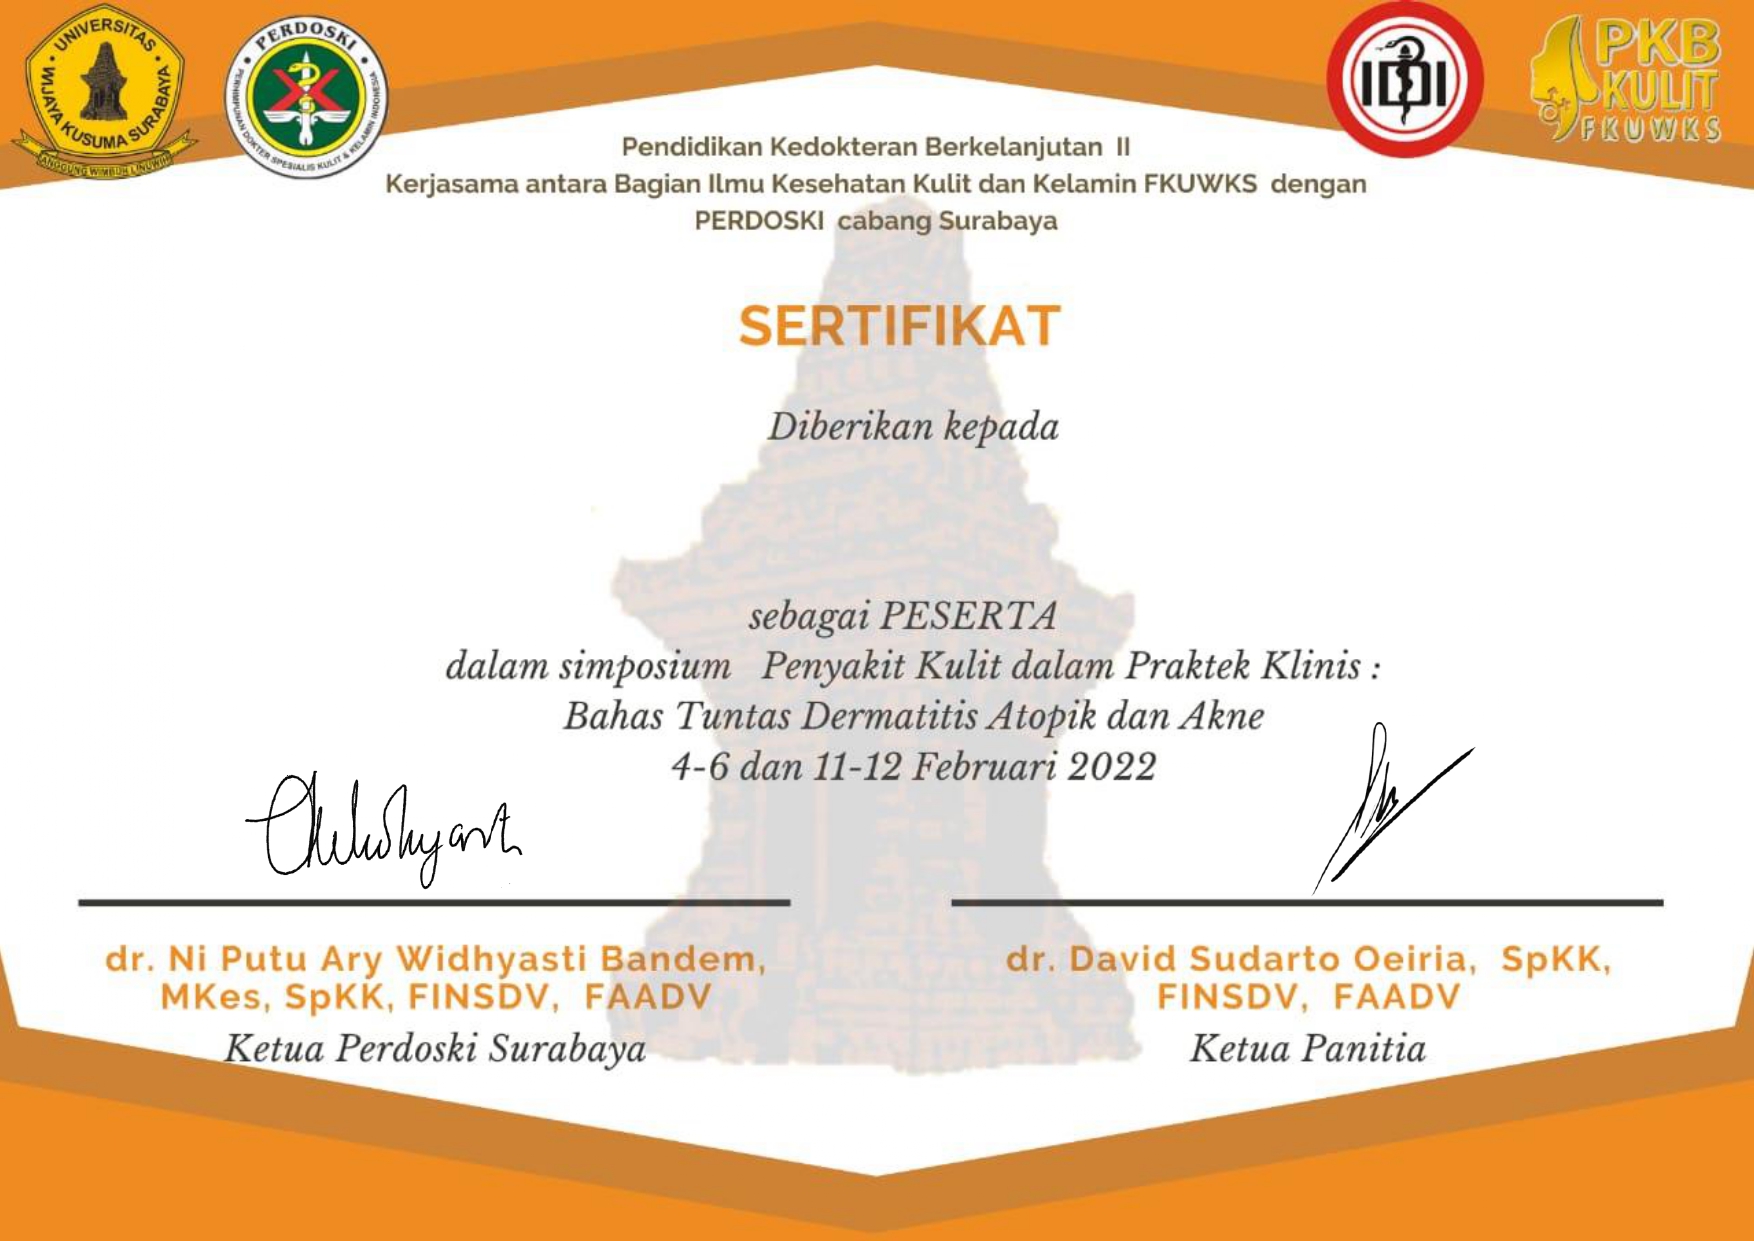 UNIVERSITAS
WIJAYA KUSUMA SURABAYA
ANGGUNG WIMBUH LINUWIH
PERDOSKI
PERHIMPUNAN DOKTER SPESIALIS KULIT & KELAMIN INDONESIA
IDI
PKB
KULIT
FKUWKS
Pendidikan Kedokteran Berkelanjutan II
Kerjasama antara Bagian Ilmu Kesehatan Kulit dan Kelamin FKUWKS dengan
PERDOSKI cabang Surabaya
SERTIFIKAT
Diberikan kepada
sebagai PESERTA
dalam simposium Penyakit Kulit dalam Praktek Klinis :
Bahas Tuntas Dermatitis Atopik dan Akne
4-6 dan 11-12 Februari 2022
dr. Ni Putu Ary Widhyasti Bandem,
MKes, SpKK, FINSDV, FAADV
Ketua Perdoski Surabaya
dr. David Sudarto Oeiria, SpKK,
FINSDV, FAADV
Ketua Panitia